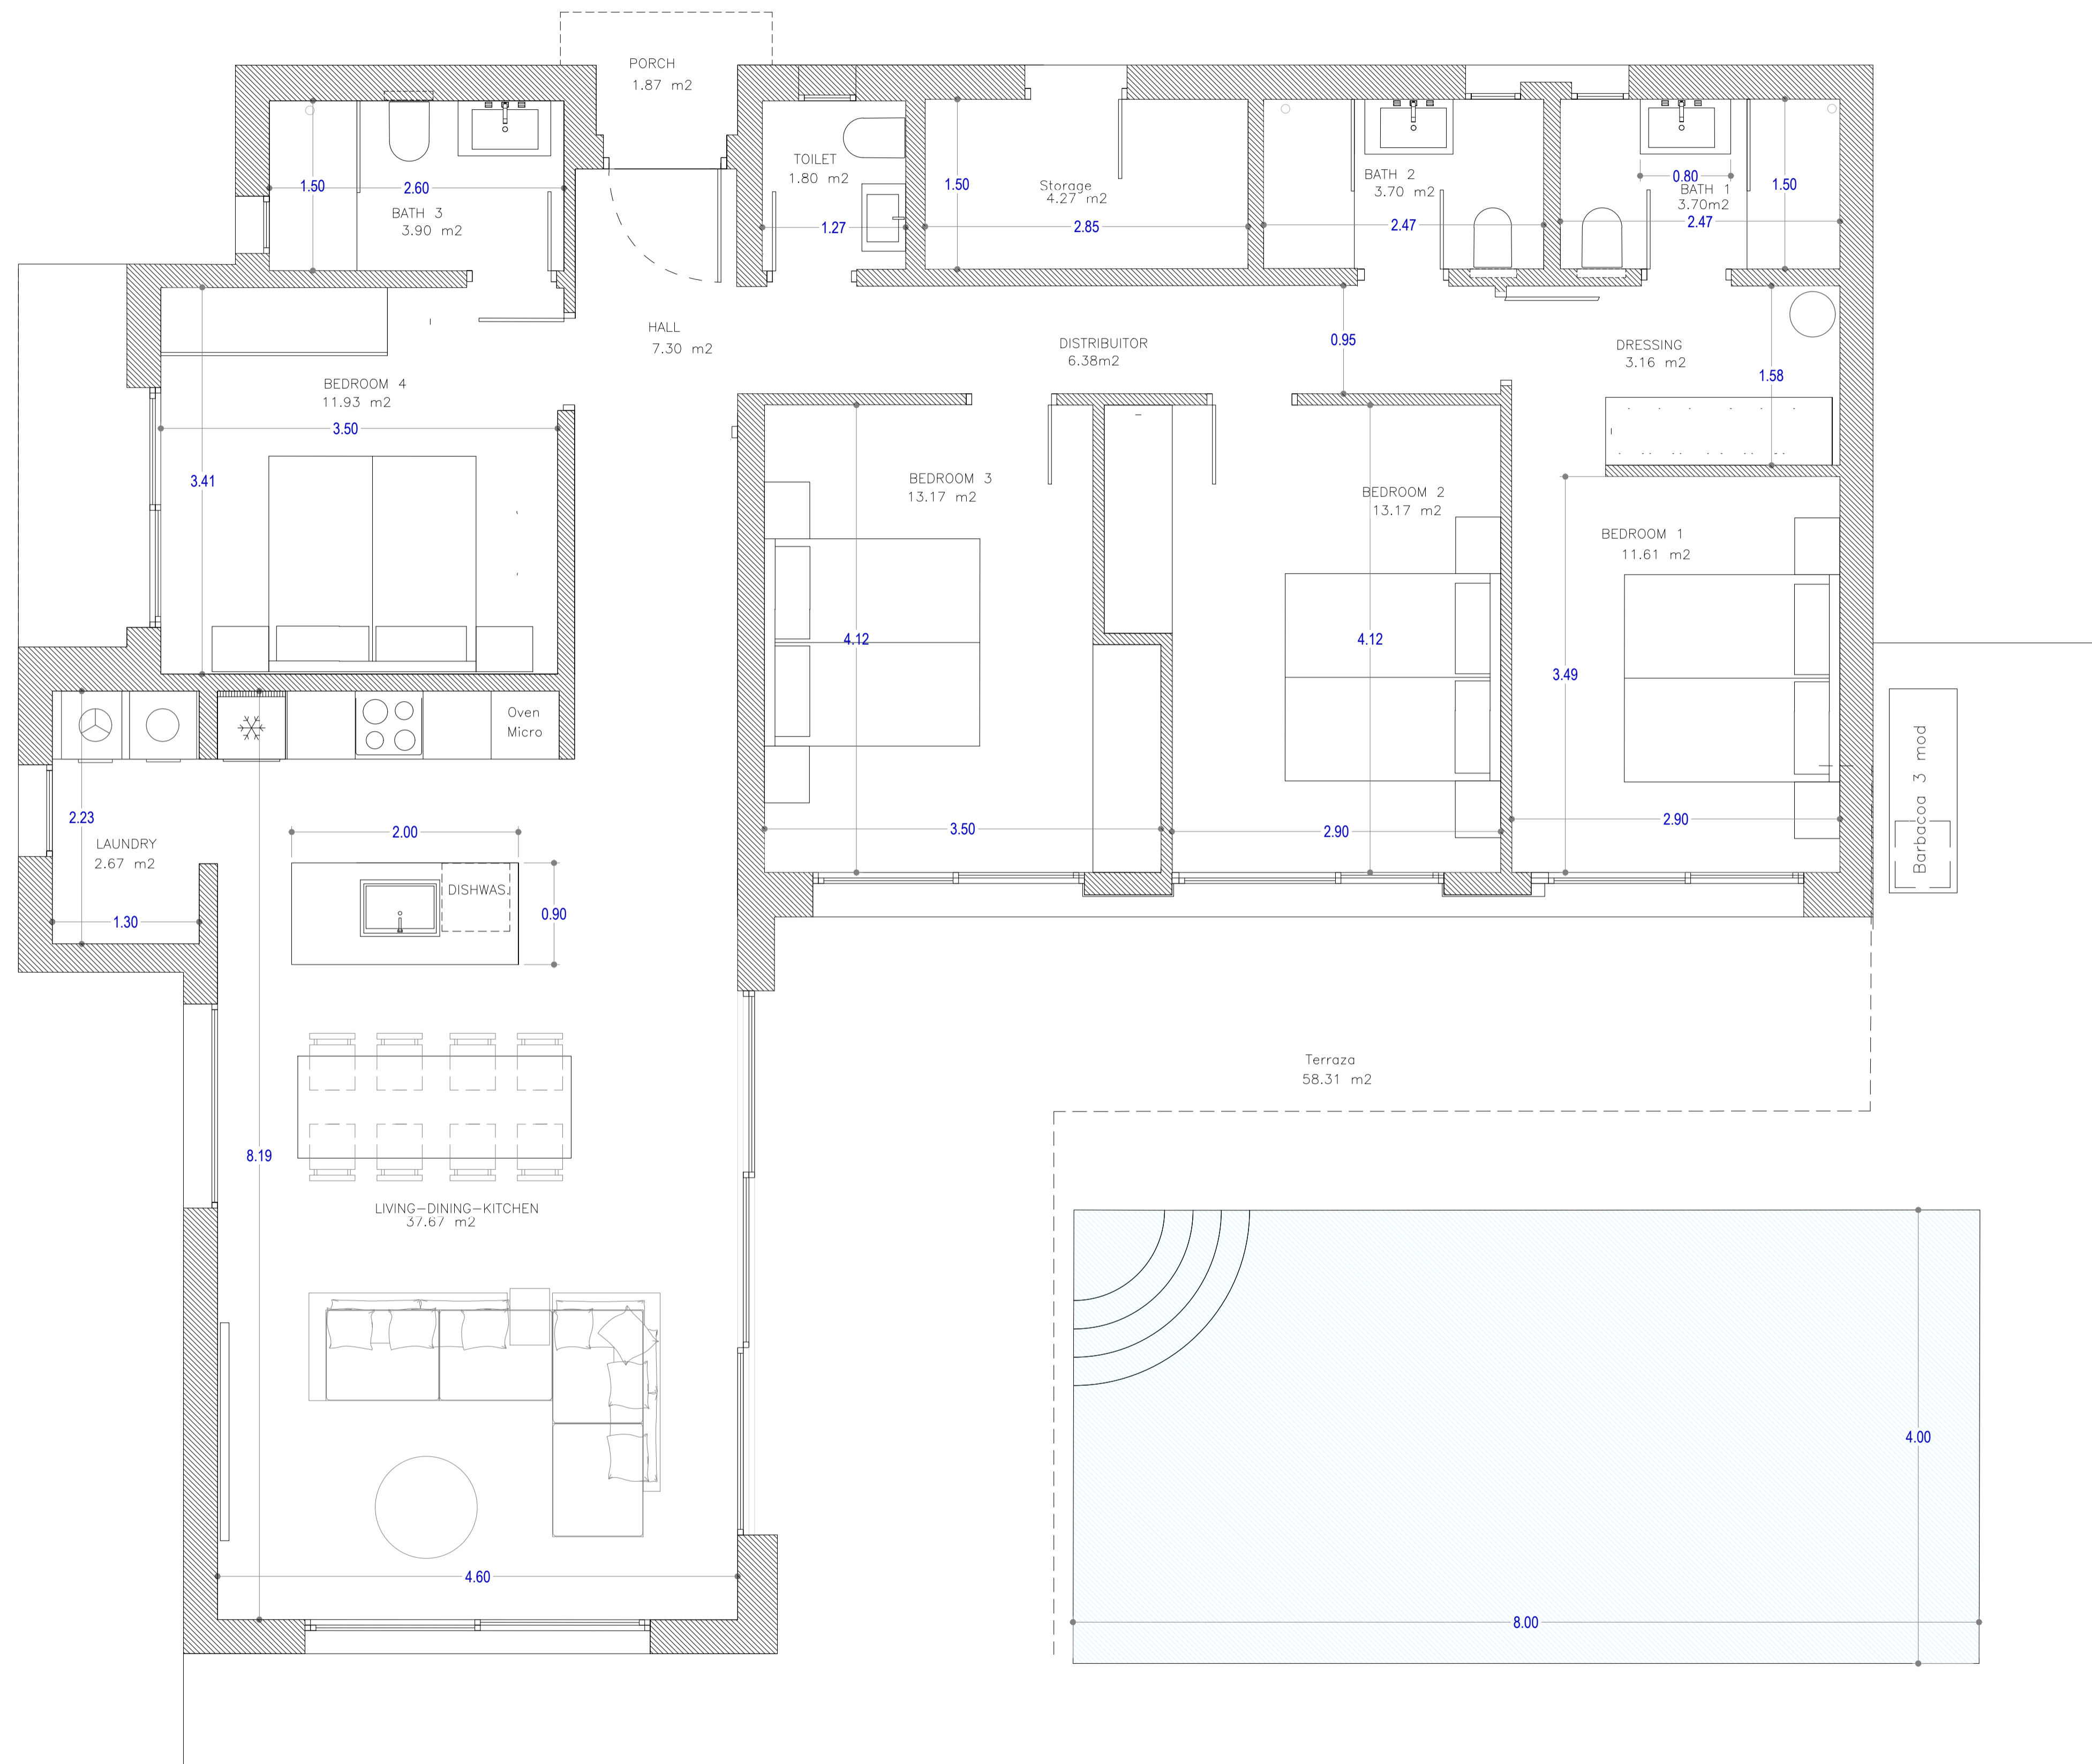 PORCH
1.87 m2
TOILET
1.80 m2
1.50
2.60
BATH 3
3.90 m2
1.27
1.50
Storage
4.27 m2
2.85
BATH 2
3.70 m2
2.47
0.80
BATH 1
3.70m2
2.47
1.50
HALL
7.30 m2
DISTRIBUITOR
6.38m2
0.95
DRESSING
3.16 m2
1.58
BEDROOM 4
11.93 m2
3.50
3.41
BEDROOM 3
13.17 m2
4.12
3.50
BEDROOM 2
13.17 m2
4.12
2.90
BEDROOM 1
11.61 m2
3.49
2.90
Oven
Micro
Barbacoa 3 mod
2.23
LAUNDRY
2.67 m2
1.30
2.00
DISHWAS.
0.90
Terraza
58.31 m2
8.19
LIVING-DINING-KITCHEN
37.67 m2
4.60
4.00
8.00